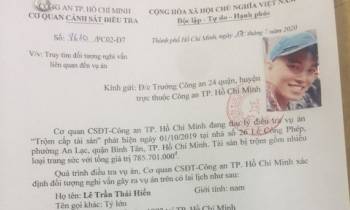 CÔNG AN TP. HỒ CHÍ MINH
CƠ QUAN CẢNH SÁT ĐIỀU TRA
CỘNG HÒA XÃ HỘI CHỦ NGHĨA VIỆT NAM
Độc lập - Tự do - Hạnh phúc
Số: /PC02-Đ7
Thành phố Hồ Chí Minh, ngày tháng năm 2020
V/v: Truy tìm đối tượng nghi vấn
liên quan đến vụ án
Kính gửi: Đ/c Trưởng Công an 24 quận, huyện
trực thuộc Công an TP. Hồ Chí Minh.
Cơ quan CSĐT-Công an TP. Hồ Chí Minh đang thụ lý điều tra vụ án
"Trộm cắp tài sản" phát hiện ngày 01/10/2019 tại nhà số 26 Lê Công Phép,
phường An Lạc, quận Bình Tân, TP. Hồ Chí Minh. Tài sản bị trộm gồm nhiều
loại trang sức với tổng giá trị 785.701.000đ.
Quá trình điều tra vụ án, Cơ quan CSĐT-Công an TP. Hồ Chí Minh xác
định đối tượng nghi vấn gây ra vụ án trên có lai lịch như sau:
Họ tên: Lê Trần Thái Hiền Giới tính: nam
Tên gọi khác: Tý lớn